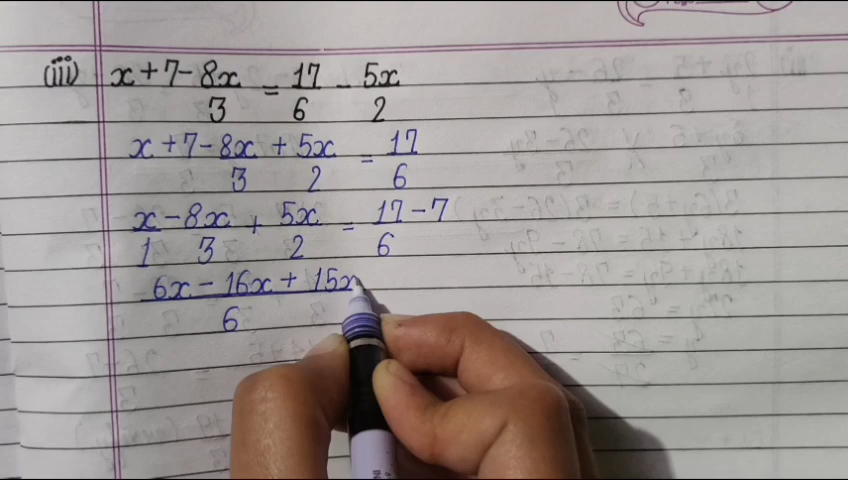 (iii) x + 7 - 8x/3 = 17/6 - 5x/2
x + 7 - 8x/3 + 5x/2 = 17/6
x/1 - 8x/3 + 5x/2 = 17/6 - 7
6x - 16x + 15x/6